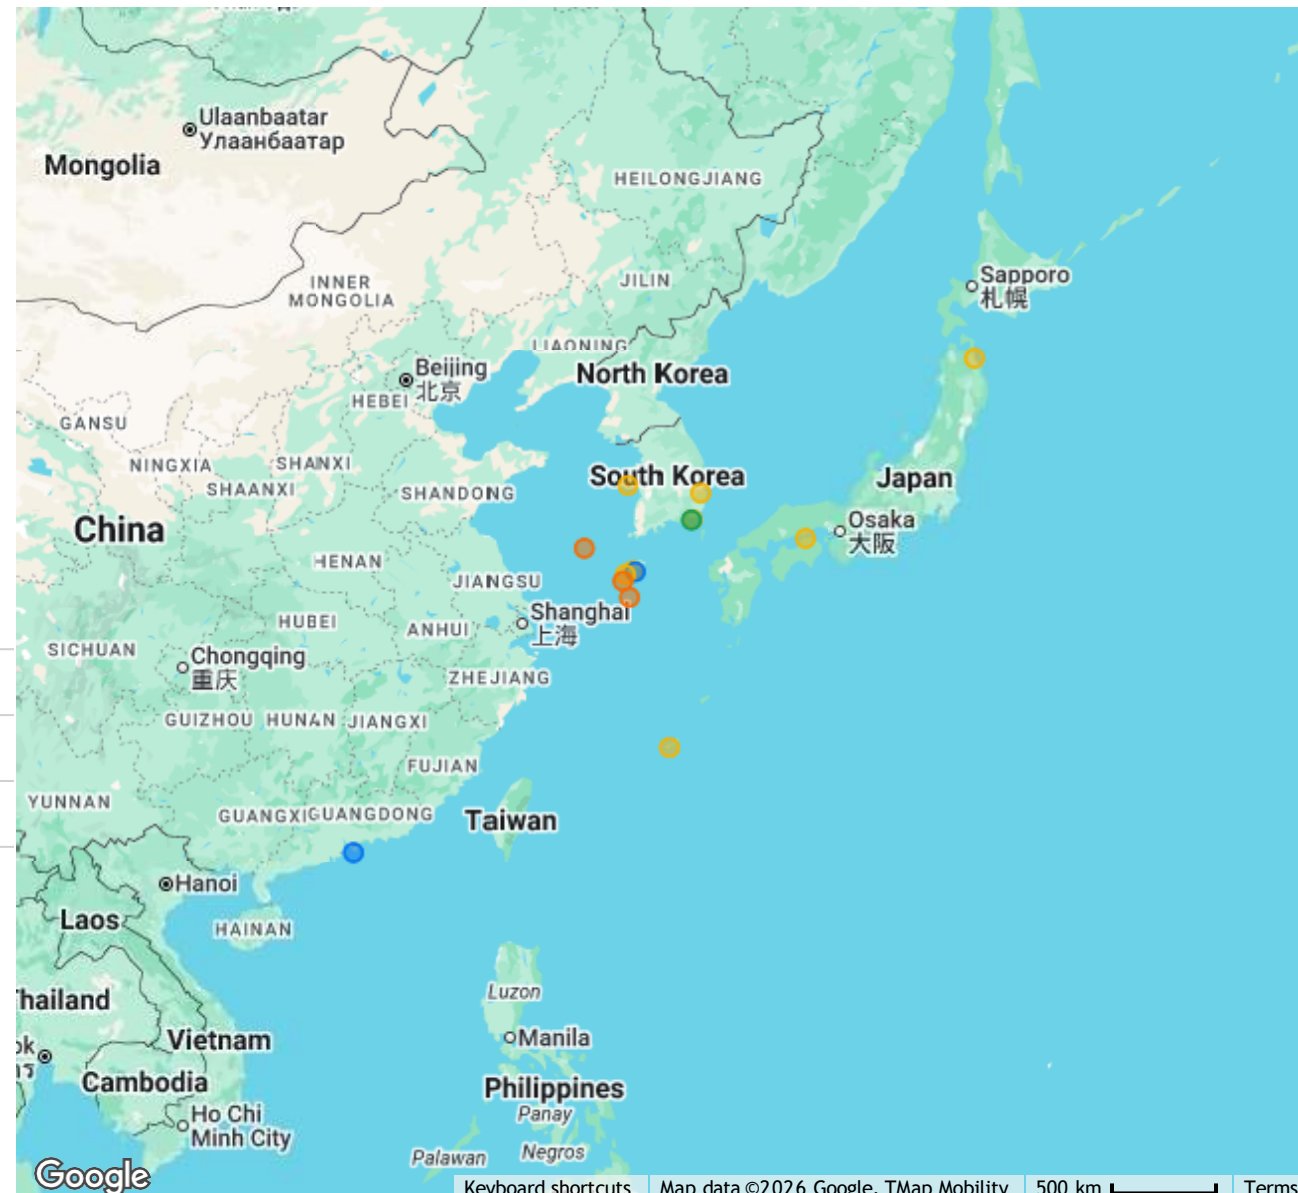 Ulaanbaatar
Улаанбаатар
Mongolia
HEILONGJIANG
Sapporo
札幌
INNER
MONGOLIA
JILIN
LIAONING
Beijing
北京
North Korea
HEBEI
GANSU
NINGXIA
SHANXI
SHAANXI
SHANDONG
South Korea
Japan
China
Osaka
大阪
HENAN
JIANGSU
Shanghai
上海
HUBEI
ANHUI
SICHUAN
Chongqing
重庆
ZHEJIANG
GUIZHOU
HUNAN
JIANGXI
FUJIAN
YUNNAN
GUANGXI
GUANGDONG
Taiwan
Hanoi
Laos
HAINAN
Thailand
Luzon
Manila
Vietnam
Cambodia
Philippines
Panay
Ho Chi
Minh City
Palawan
Negros
Google
Keyboard shortcuts
Map data ©2026 Google, TMap Mobility
500 km
Terms